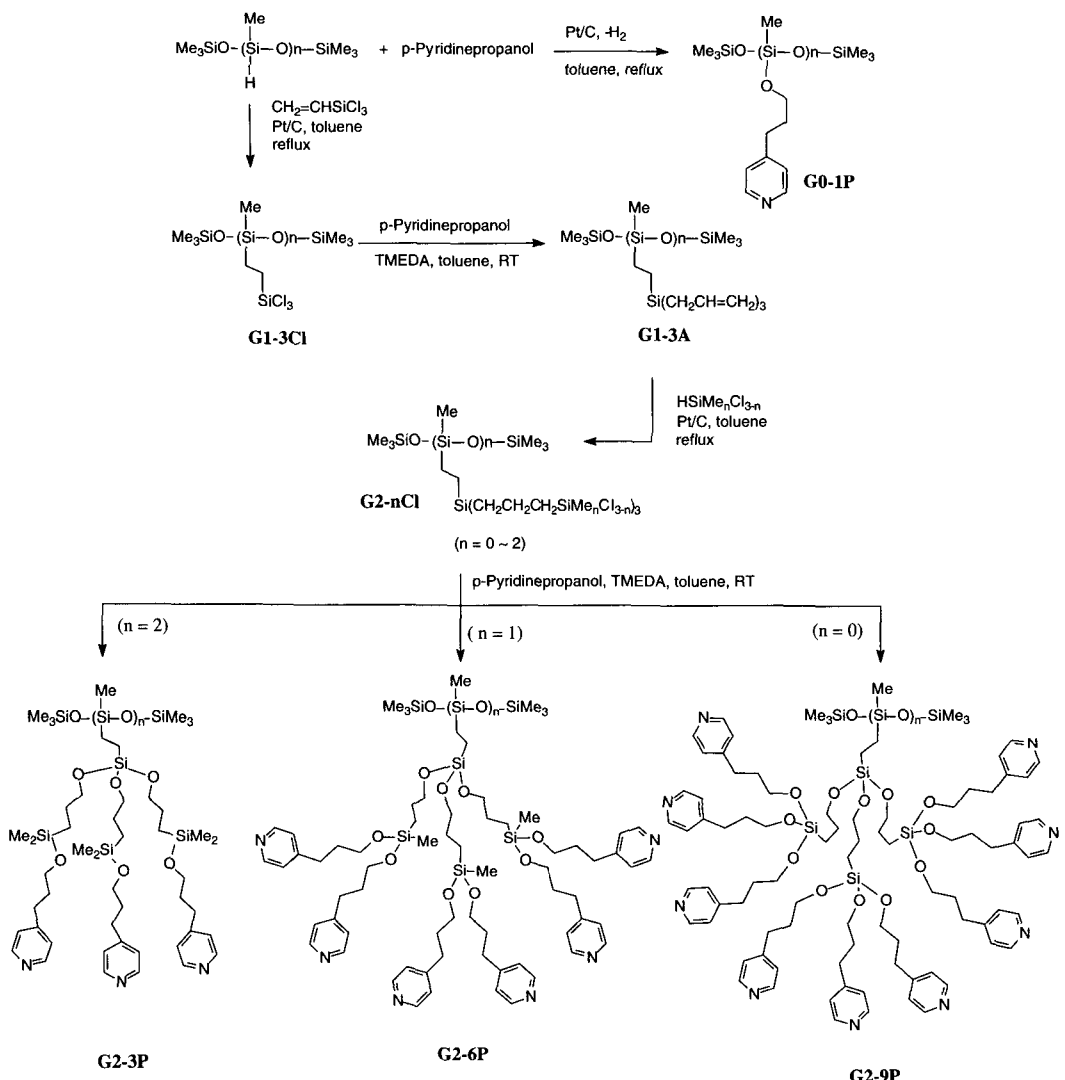 Me
Me3SiO-(Si-O)n-SiMe3 + p-Pyridinepropanol
H
Pt/C, -H2
toluene, reflux
Me
Me3SiO-(Si-O)n-SiMe3
O
N
G0-1P
CH2=CHSiCl3
Pt/C, toluene
reflux
Me
Me3SiO-(Si-O)n-SiMe3
SiCl3
G1-3Cl
p-Pyridinepropanol
TMEDA, toluene, RT
Me
Me3SiO-(Si-O)n-SiMe3
Si(CH2CH=CH2)3
G1-3A
HSiMenCl3-n
Pt/C, toluene
reflux
Me
Me3SiO-(Si-O)n-SiMe3
G2-nCl
Si(CH2CH2CH2SiMenCl3-n)3
(n = 0 ~ 2)
p-Pyridinepropanol, TMEDA, toluene, RT
(n = 2)
( n = 1)
(n = 0)
Me
Me3SiO-(Si-O)n-SiMe3
Si
O O O
Me2Si Me2Si SiMe2
O O O
N N N
G2-3P
Me
Me3SiO-(Si-O)n-SiMe3
Si
O O O
Me
N O Si-Me Si O N
O O
Si-Me
N O O N
N N
G2-6P
Me
Me3SiO-(Si-O)n-SiMe3
N N
Si
O O O O O
N O Si Si O N
O O
Si
N O O O N
N N N
G2-9P